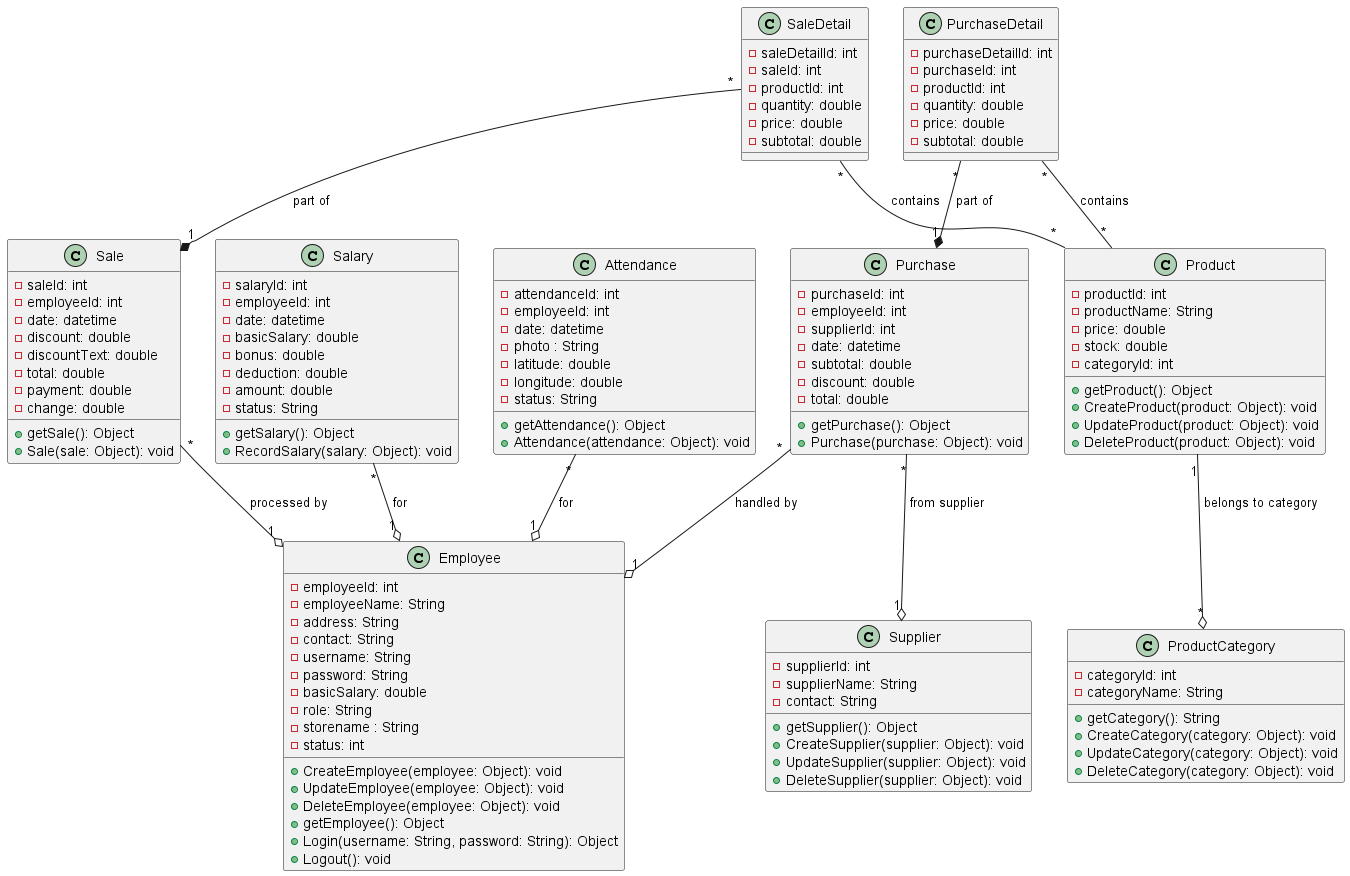 C SaleDetail
saleDetailId: int
saleId: int
productId: int
quantity: double
price: double
subtotal: double
C PurchaseDetail
purchaseDetailId: int
purchaseId: int
productId: int
quantity: double
price: double
subtotal: double
*
*
*
*
part of
contains
part of
contains
1
1
*
*
C Sale
saleId: int
employeeId: int
date: datetime
discount: double
discountText: double
total: double
payment: double
change: double
getSale(): Object
Sale(sale: Object): void
C Salary
salaryId: int
employeeId: int
date: datetime
basicSalary: double
bonus: double
deduction: double
amount: double
status: String
getSalary(): Object
RecordSalary(salary: Object): void
C Attendance
attendanceId: int
employeeId: int
date: datetime
photo : String
latitude: double
longitude: double
status: String
getAttendance(): Object
Attendance(attendance: Object): void
C Purchase
purchaseId: int
employeeId: int
supplierId: int
date: datetime
subtotal: double
discount: double
total: double
getPurchase(): Object
Purchase(purchase: Object): void
C Product
productId: int
productName: String
price: double
stock: double
categoryId: int
getProduct(): Object
CreateProduct(product: Object): void
UpdateProduct(product: Object): void
DeleteProduct(product: Object): void
*
*
*
*
*
1
processed by
for
for
handled by
from supplier
belongs to category
1
1
1
1
1
*
C Employee
employeeId: int
employeeName: String
address: String
contact: String
username: String
password: String
basicSalary: double
role: String
storename : String
status: int
CreateEmployee(employee: Object): void
UpdateEmployee(employee: Object): void
DeleteEmployee(employee: Object): void
getEmployee(): Object
Login(username: String, password: String): Object
Logout(): void
C Supplier
supplierId: int
supplierName: String
contact: String
getSupplier(): Object
CreateSupplier(supplier: Object): void
UpdateSupplier(supplier: Object): void
DeleteSupplier(supplier: Object): void
C ProductCategory
categoryId: int
categoryName: String
getCategory(): String
CreateCategory(category: Object): void
UpdateCategory(category: Object): void
DeleteCategory(category: Object): void